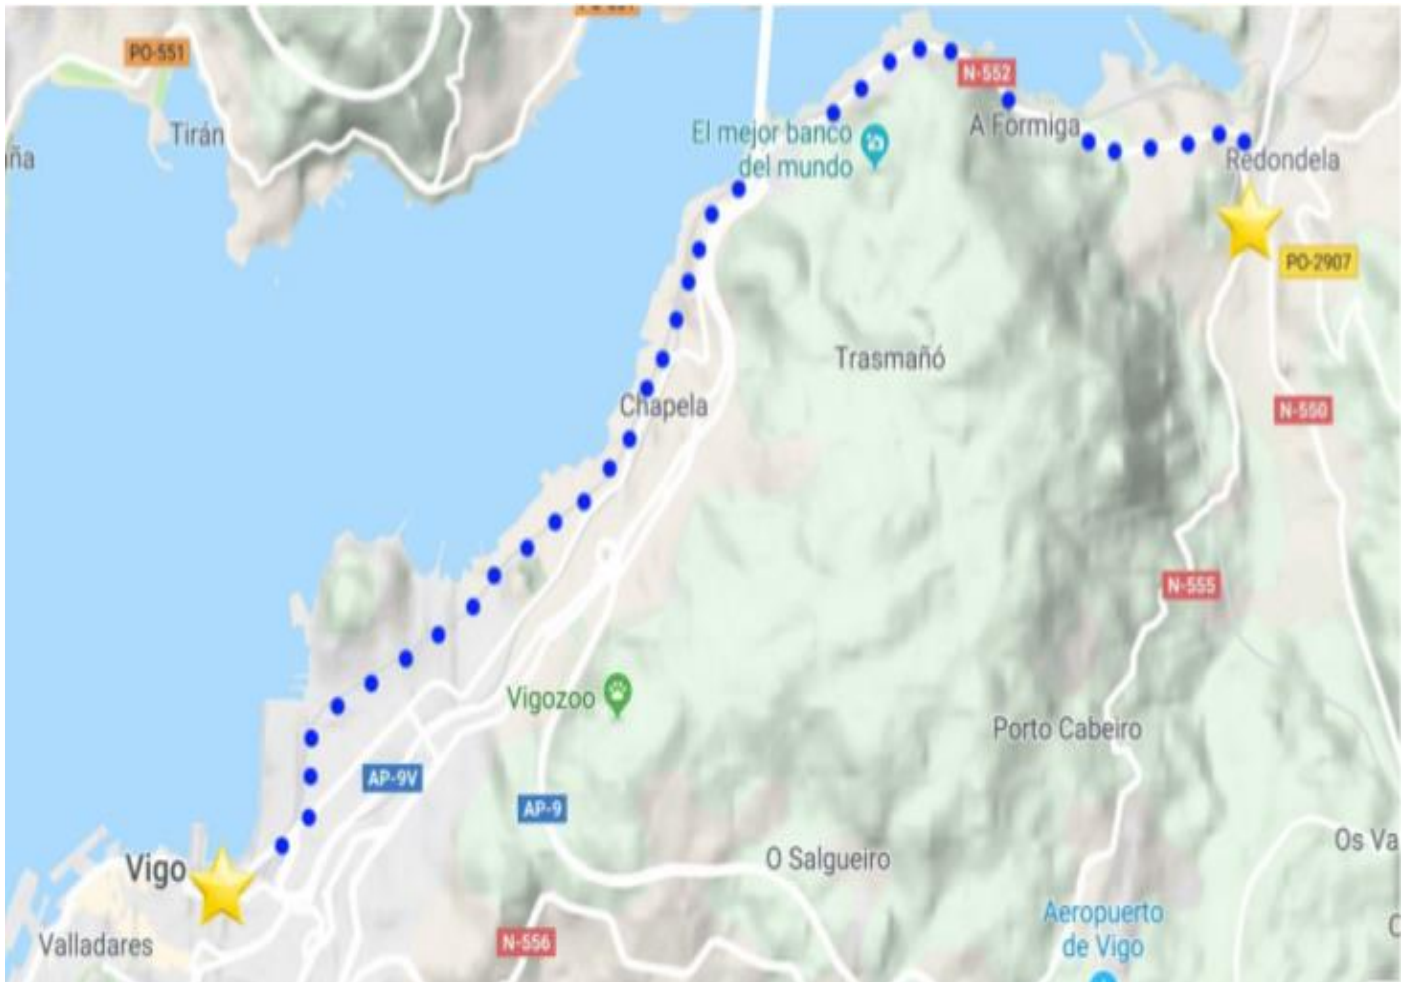 PO-551
Tirán
N-552
A Formiga
El mejor banco
del mundo
Redondela
PO-2907
Trasmañó
Chapela
N-550
N-555
Vigozoo
Porto Cabeiro
AP-9V
AP-9
O Salgueiro
Os Va
Vigo
Valladares
N-556
Aeropuerto
de Vigo